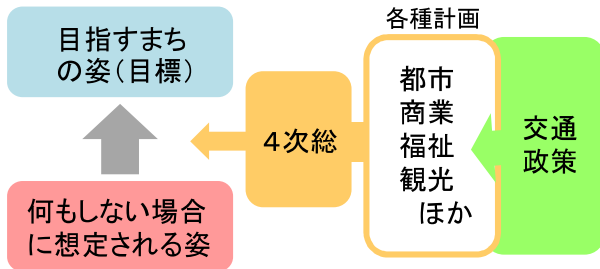 目指すまち
の姿（目標）
何もしない場合
に想定される姿
４次総
各種計画
都市
商業
福祉
観光
ほか
交通
政策